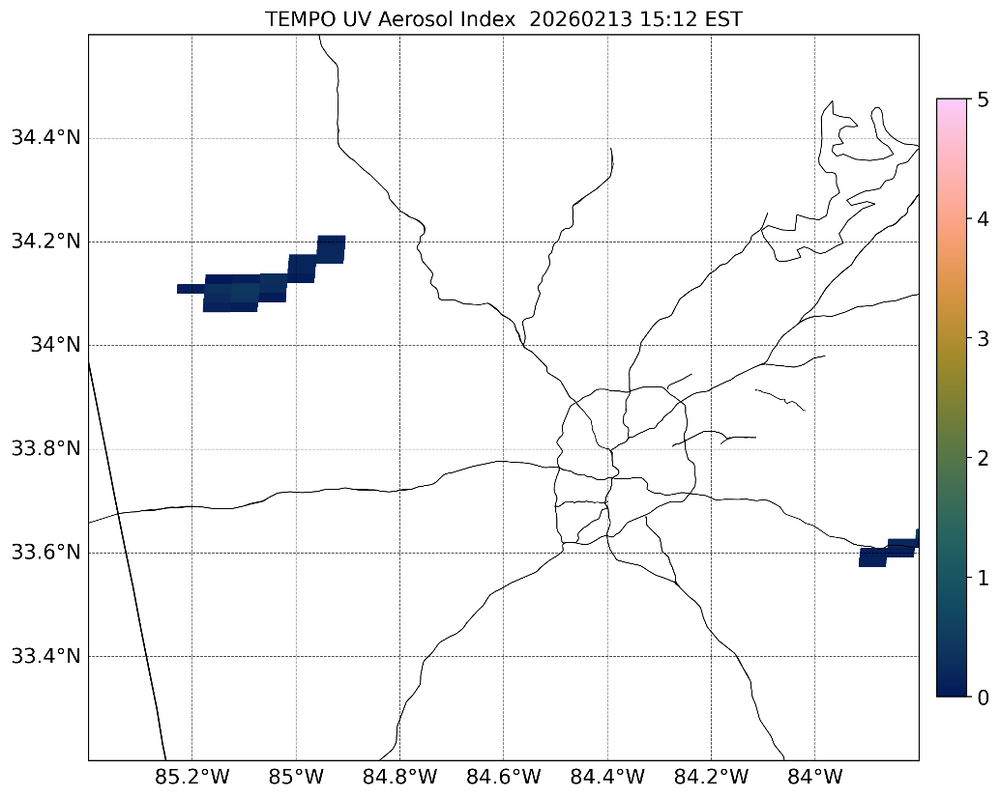 TEMPO UV Aerosol Index  20260213 15:12 EST
34.4°N
34.2°N
34°N
33.8°N
33.6°N
33.4°N
85.2°W
85°W
84.8°W
84.6°W
84.4°W
84.2°W
84°W
5
4
3
2
1
0